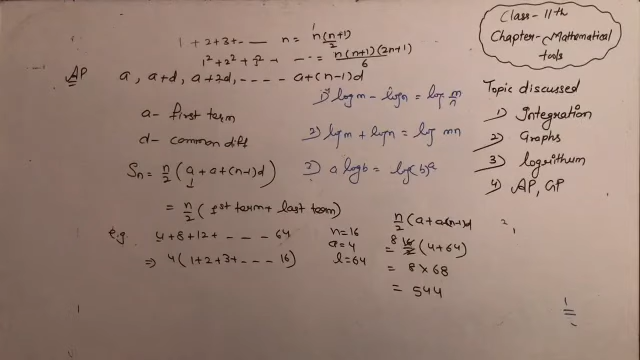 1 + 2 + 3 + - - - n = n(n+1)/2
1² + 2² + - - - = n(n+1)(2n+1)/6
Class - 11th
Chapter - Mathematical
tools
AP
a, a+d, a+2d, - - - - a+(n-1)d
a - first term
d - common diff
Sn = n/2 (a + a+(n-1)d)
= n/2 (1st term + last term)
e.g. 4+8+12+ - - - - 64
⇒ 4(1+2+3+ - - - 16)
n=16
a=4
l=64
1) log m - log n = log m/n
2) log m + log n = log mn
3) a log b = log(b)^a
n/2 (a + a+(n-1)d
= 8 16/2 (4+64)
= 8 × 68
= 544
Topic discussed
1) Integration
2) Graphs
3) logrithum
4) AP, GP